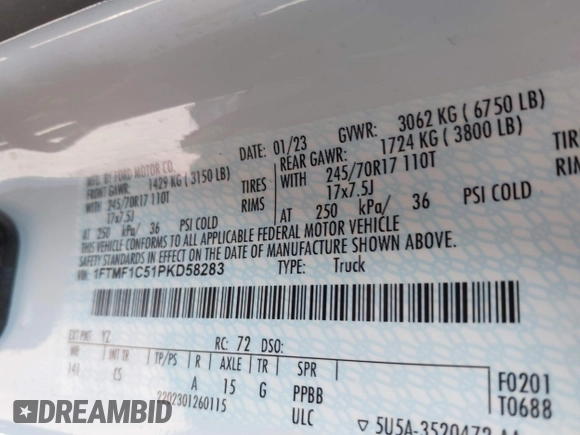 MFD. BY FORD MOTOR CO.
DATE: 01/23 GVWR: 3062 KG ( 6750 LB)
FRONT GAWR: 1429 KG ( 3150 LB) REAR GAWR: 1724 KG ( 3800 LB)
245/70R17 110T TIRES WITH 245/70R17 110T
17x7.5J RIMS 17x7.5J
AT 250 kPa/ 36 PSI COLD AT 250 kPa/ 36 PSI COLD
THIS VEHICLE CONFORMS TO ALL APPLICABLE FEDERAL MOTOR VEHICLE
SAFETY STANDARDS IN EFFECT ON THE DATE OF MANUFACTURE SHOWN ABOVE.
VIN: 1FTMF1C51PKD58283 TYPE: Truck
EXT PNT: YZ RC: 72 DSO:
WB INT TR TP/PS R AXLE TR SPR
141 CS A 15 G PPBB
ULC
2202301260115
F0201
T0688
5U5A-3520472
DREAMBID
DREAMBID